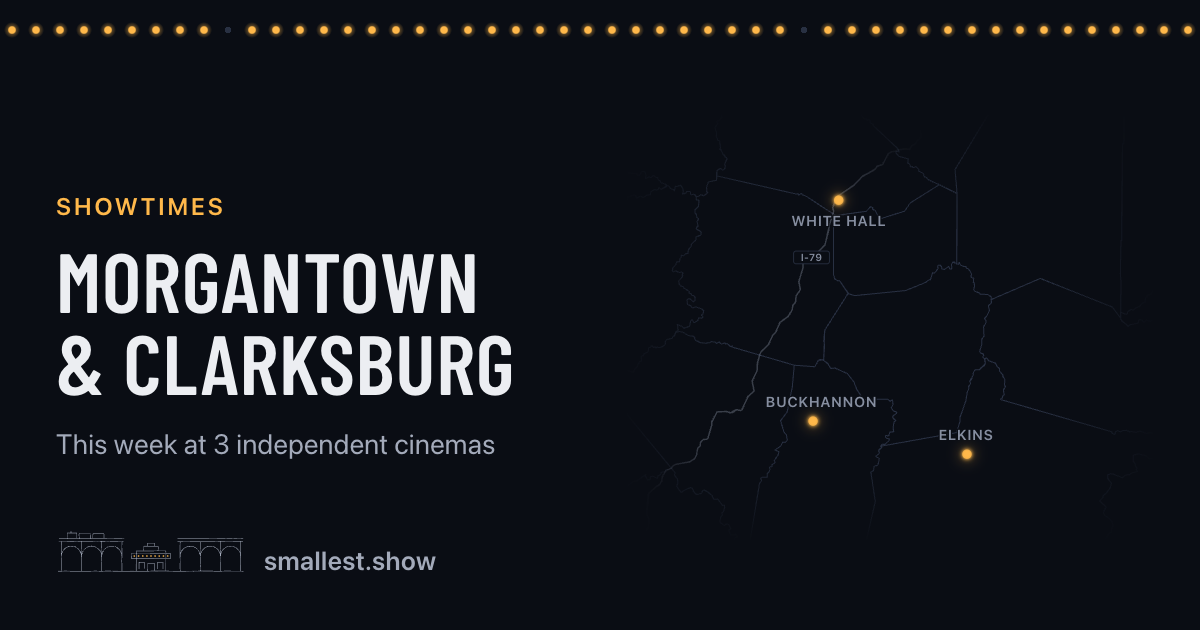 SHOWTIMES
MORGANTOWN
& CLARKSBURG
This week at 3 independent cinemas
smallest.show
WHITE HALL
I-79
BUCKHANNON
ELKINS